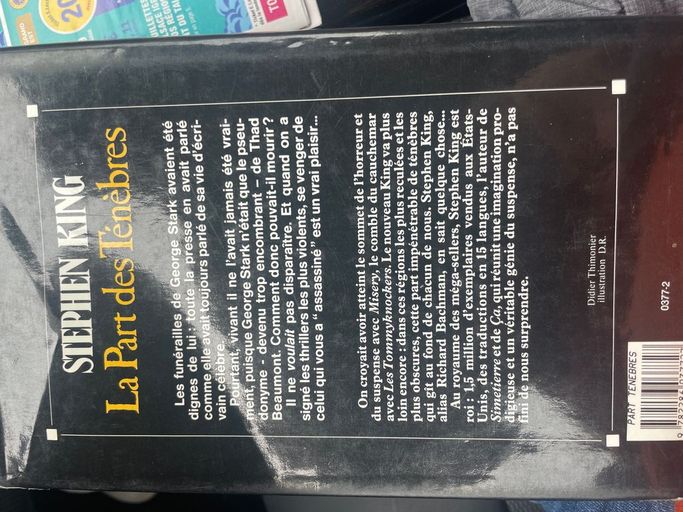 STEPHEN KING
La Part des Ténèbres
Les funérailles de George Stark avaient été
dignes de lui : toute la presse en avait parlé
comme elle avait toujours parlé de sa vie d'écri-
vain célèbre.
Pourtant, vivant il ne l'avait jamais été vrai-
ment, puisque George Stark n'était que le pseu-
donyme - devenu trop encombrant - de Thad
Beaumont. Comment donc pouvait-il mourir ?
Il ne voulait pas disparaître. Et quand on a
signé les thrillers les plus violents, se venger de
celui qui vous a "assassiné" est un vrai plaisir...
On croyait avoir atteint le sommet de l'horreur et
du suspense avec Misery, le comble du cauchemar
avec Les Tommyknockers. Le nouveau King va plus
loin encore : dans ces régions les plus reculées et les
plus obscures, cette part impénétrable de ténèbres
qui gît au fond de chacun de nous. Stephen King,
alias Richard Bachman, en sait quelque chose...
Au royaume des méga-sellers, Stephen King est
roi : 1,5 million d'exemplaires vendus aux États-
Unis, des traductions en 15 langues, l'auteur de
Simetierre et de Ça, qui réunit une imagination pro-
digieuse et un véritable génie du suspense, n'a pas
fini de nous surprendre.
Didier Thimonier
illustration D.R.
0377-2
PART TENEBRES